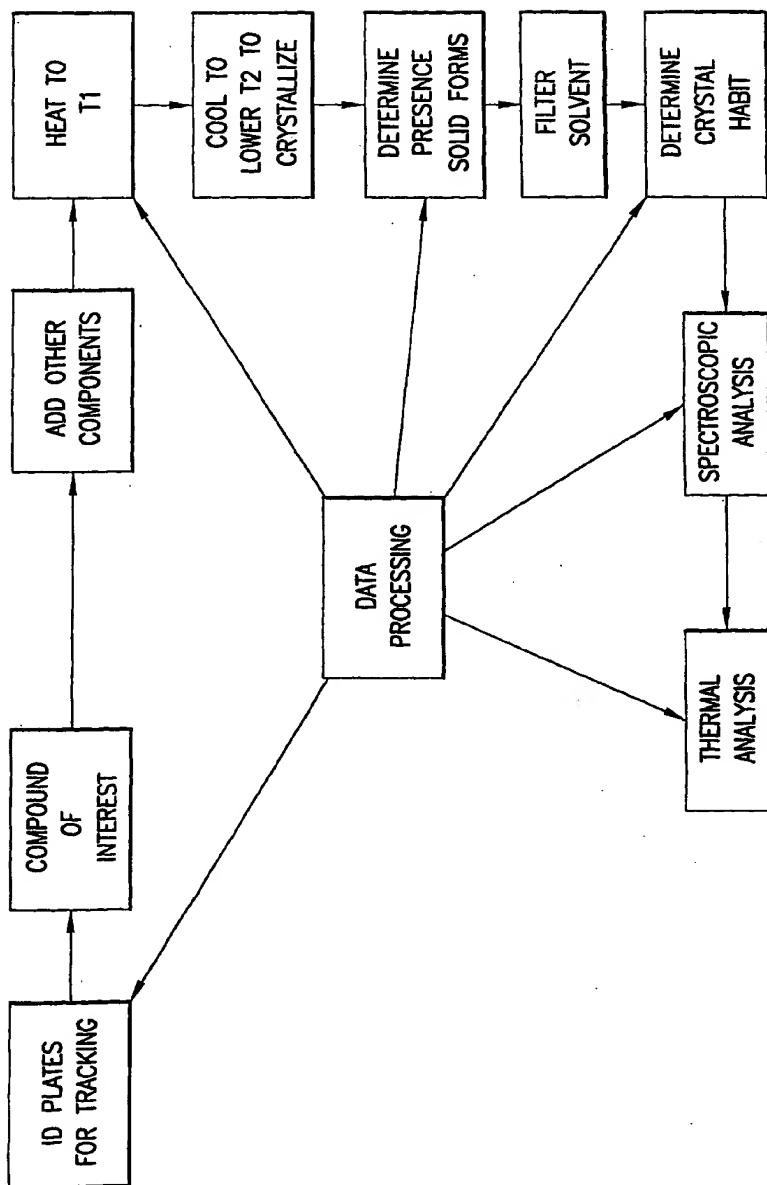 ID PLATES
FOR TRACKING
COMPOUND
OF
INTEREST
ADD OTHER
COMPONENTS
HEAT TO
T1
COOL TO
LOWER T2 TO
CRYSTALLIZE
DETERMINE
PRESENCE
SOLID FORMS
FILTER
SOLVENT
DETERMINE
CRYSTAL
HABIT
SPECTROSCOPIC
ANALYSIS
THERMAL
ANALYSIS
DATA
PROCESSING